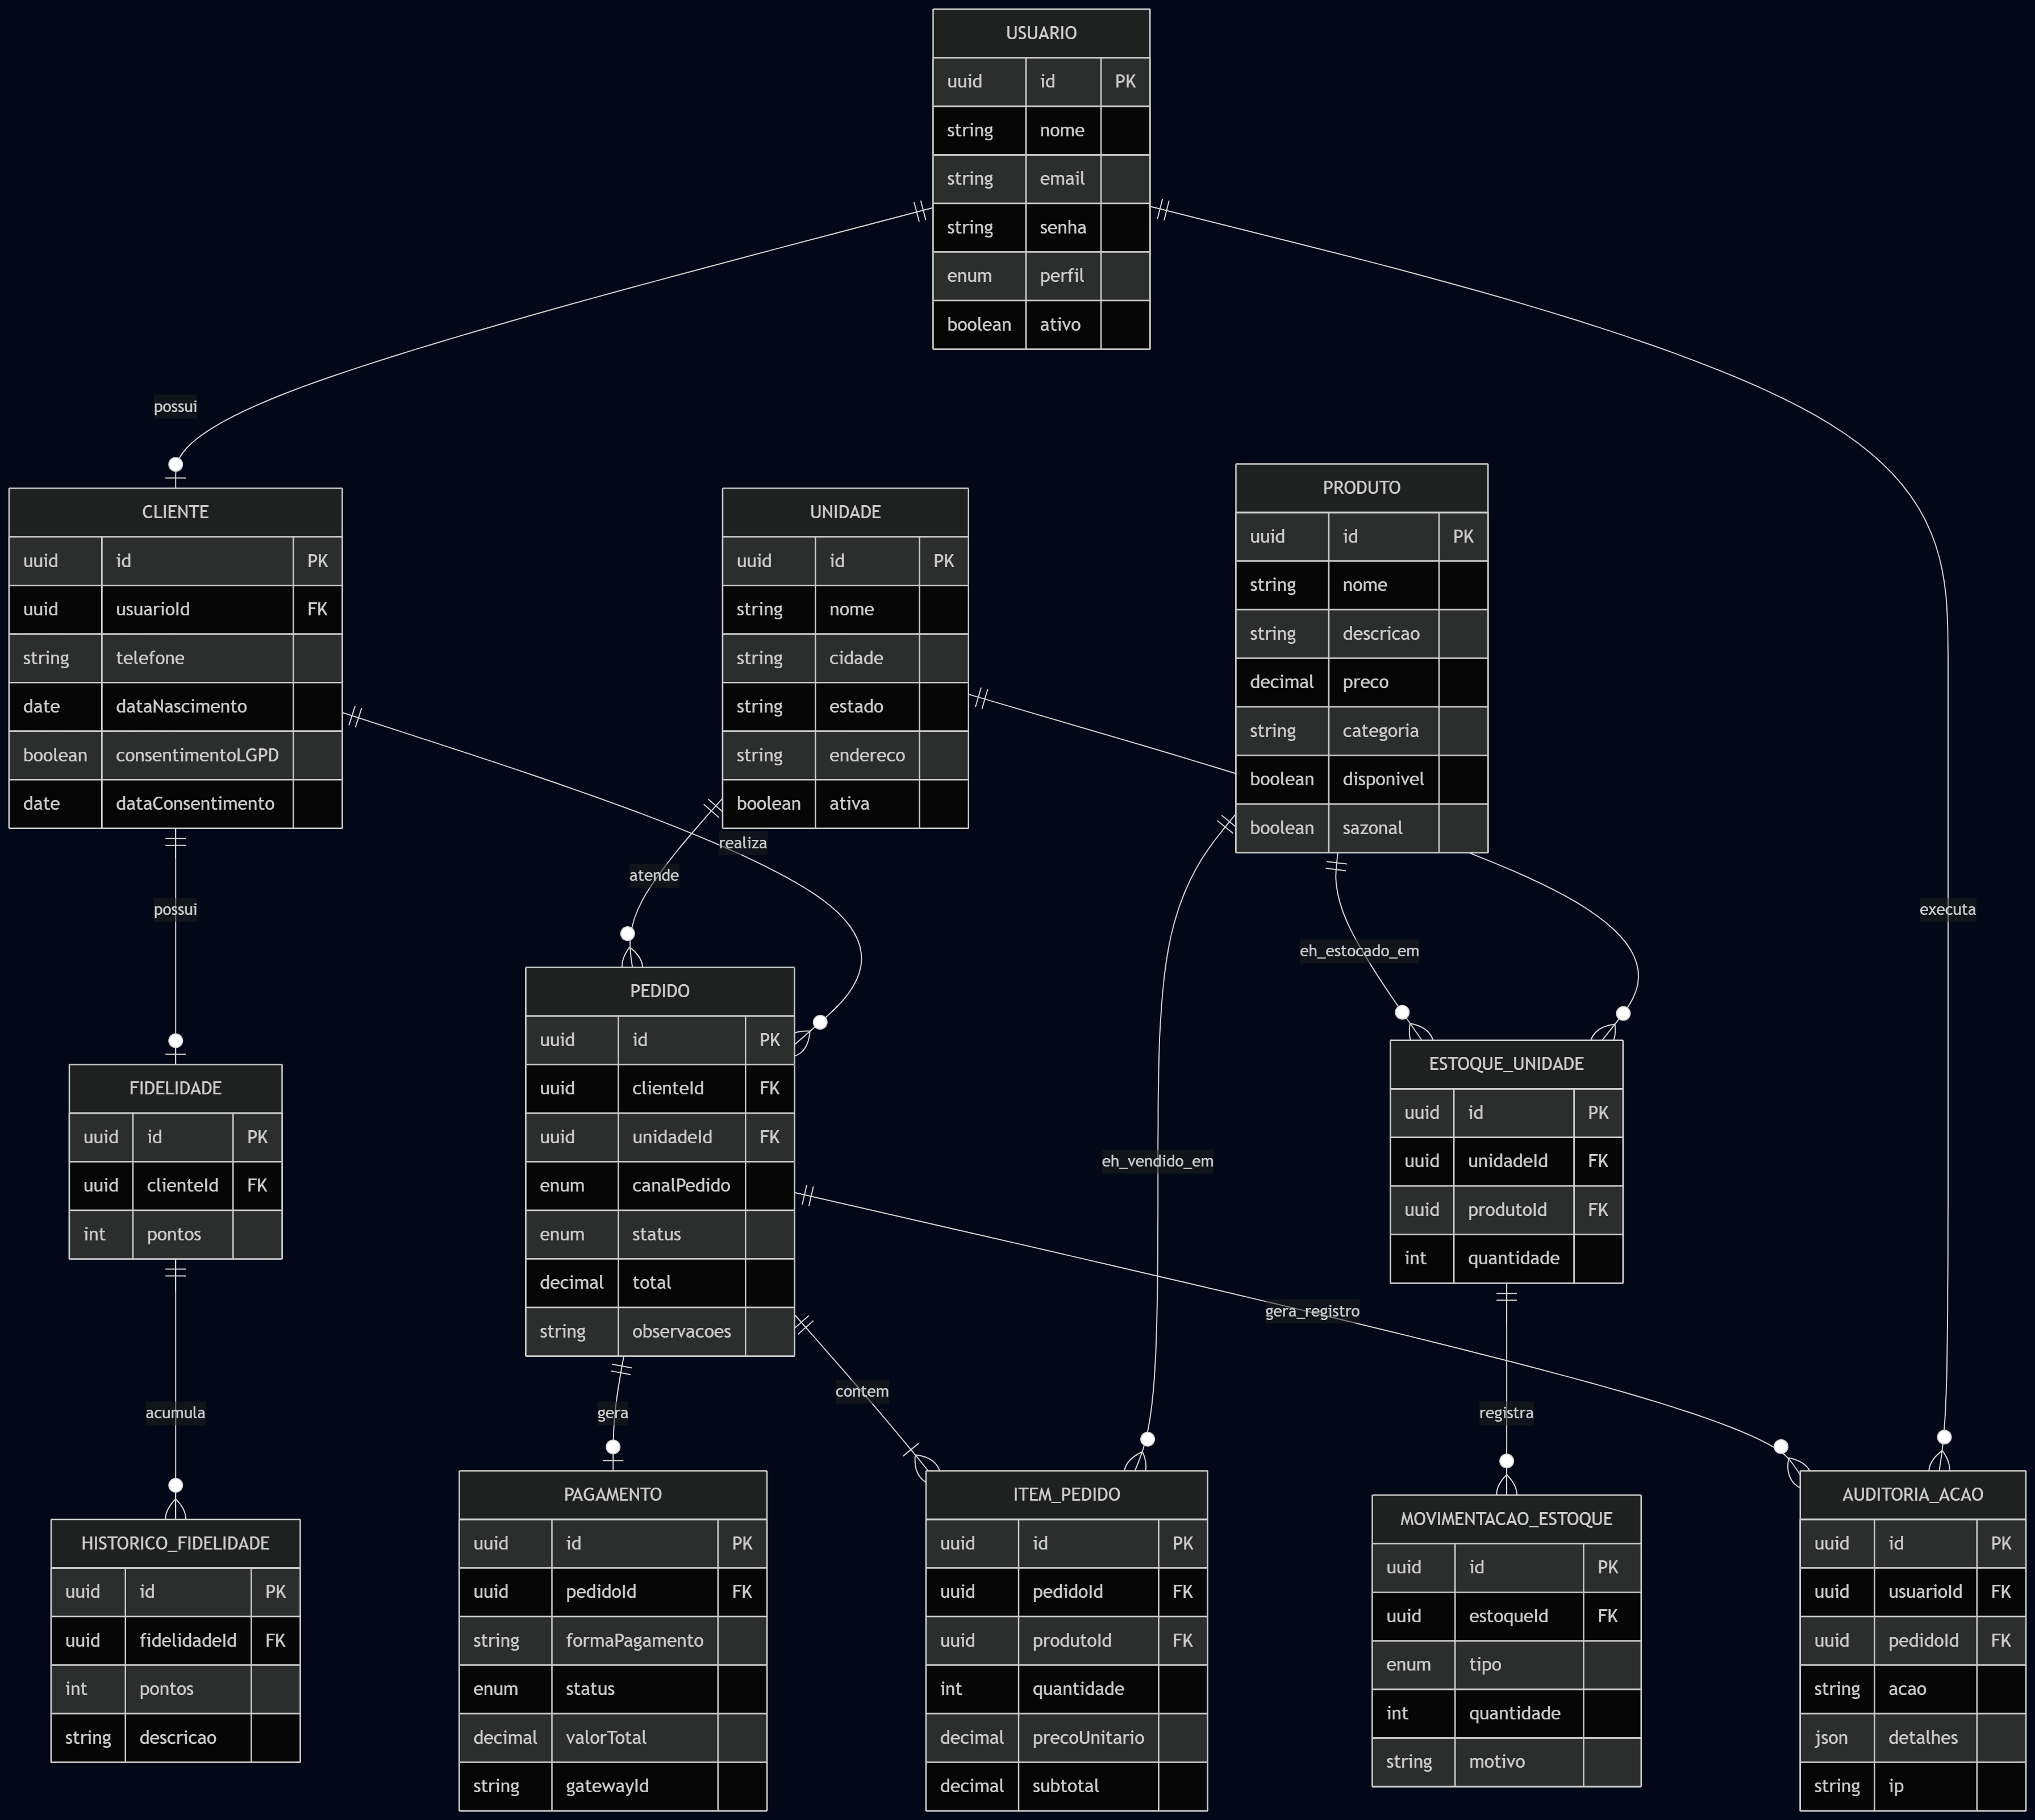 USUARIO
uuid id PK
string nome
string email
string senha
enum perfil
boolean ativo
possui
CLIENTE
uuid id PK
uuid usuarioId FK
string telefone
date dataNascimento
boolean consentimentoLGPD
date dataConsentimento
UNIDADE
uuid id PK
string nome
string cidade
string estado
string endereco
boolean ativa
PRODUTO
uuid id PK
string nome
string descricao
decimal preco
string categoria
boolean disponivel
boolean sazonal
realiza
atende
possui
executa
eh_estocado_em
PEDIDO
uuid id PK
uuid clienteId FK
uuid unidadeId FK
enum canalPedido
enum status
decimal total
string observacoes
FIDELIDADE
uuid id PK
uuid clienteId FK
int pontos
eh_vendido_em
ESTOQUE_UNIDADE
uuid id PK
uuid unidadeId FK
uuid produtoId FK
int quantidade
gera_registro
contem
acumula
gera
registra
HISTORICO_FIDELIDADE
uuid id PK
uuid fidelidadeId FK
int pontos
string descricao
PAGAMENTO
uuid id PK
uuid pedidoId FK
string formaPagamento
enum status
decimal valorTotal
string gatewayId
ITEM_PEDIDO
uuid id PK
uuid pedidoId FK
uuid produtoId FK
int quantidade
decimal precoUnitario
decimal subtotal
MOVIMENTACAO_ESTOQUE
uuid id PK
uuid estoqueId FK
enum tipo
int quantidade
string motivo
AUDITORIA_ACAO
uuid id PK
uuid usuarioId FK
uuid pedidoId FK
string acao
json detalhes
string ip